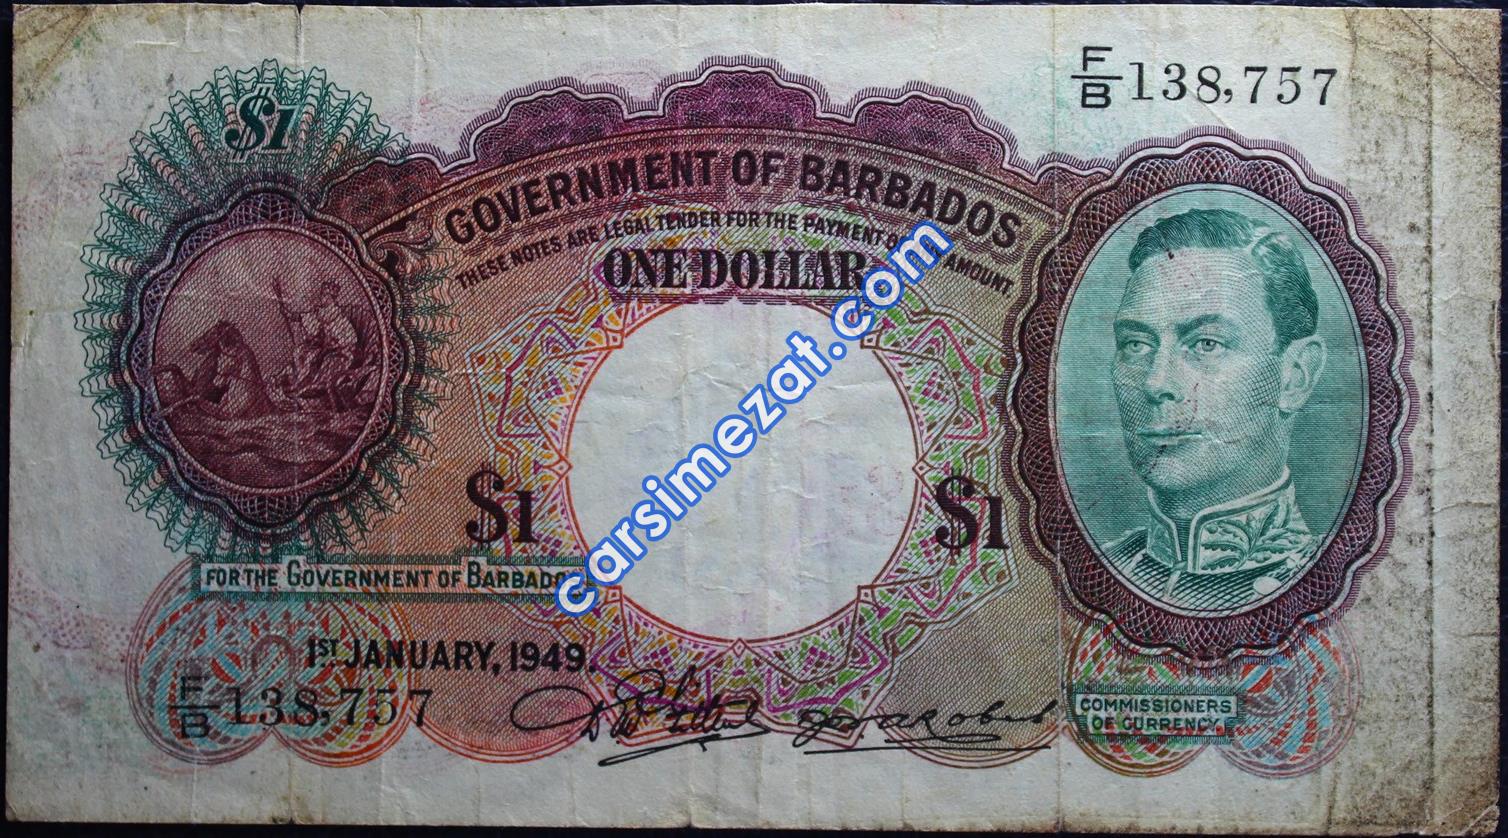 $1
F/B 138,757
GOVERNMENT OF BARBADOS
THESE NOTES ARE LEGAL TENDER FOR THE PAYMENT OF AMOUNT
ONE DOLLAR
carsimezat.com
$1
$1
FOR THE GOVERNMENT OF BARBADOS
1ST JANUARY, 1949.
F/B 138,757
COMMISSIONERS
OF CURRENCY.